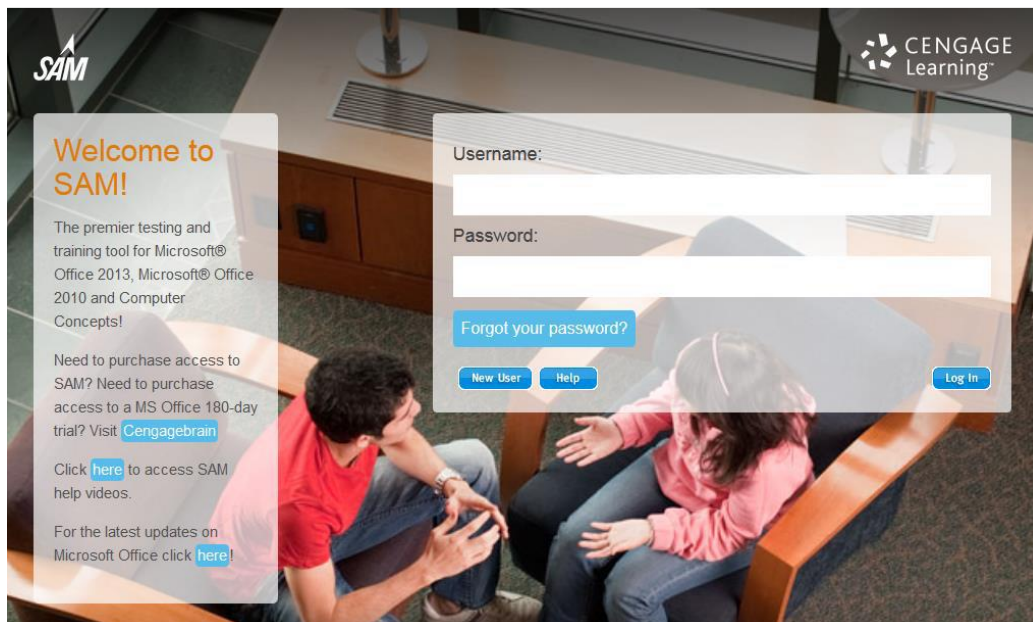 SAM
CENGAGE
Learning™
Welcome to
SAM!
The premier testing and
training tool for Microsoft®
Office 2013, Microsoft® Office
2010 and Computer
Concepts!
Need to purchase access to
SAM? Need to purchase
access to a MS Office 180-day
trial? Visit Cengagebrain
Click here to access SAM
help videos.
For the latest updates on
Microsoft Office click here!
Username:
Password:
Forgot your password?
New User Help Log In